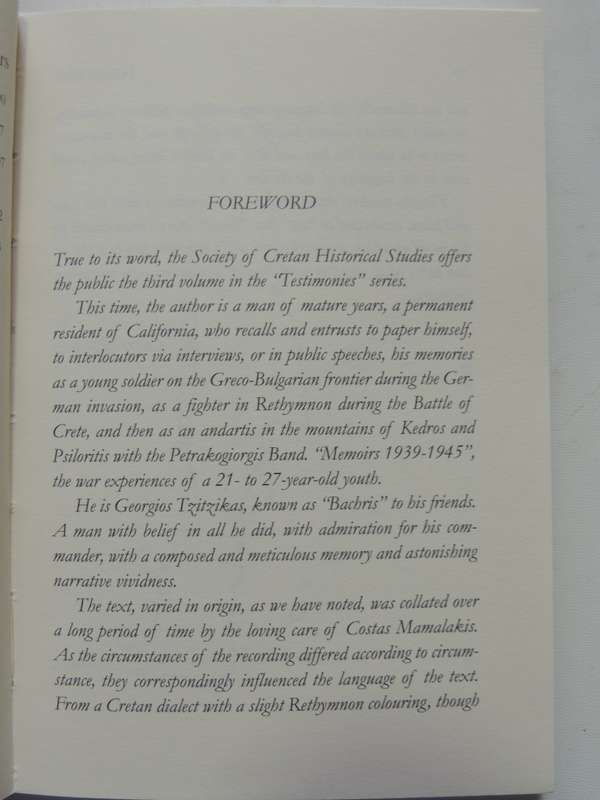 FOREWORD
True to its word, the Society of Cretan Historical Studies offers
the public the third volume in the “Testimonies” series.
This time, the author is a man of mature years, a permanent
resident of California, who recalls and entrusts to paper himself,
to interlocutors via interviews, or in public speeches, his memories
as a young soldier on the Greco-Bulgarian frontier during the Ger-
man invasion, as a fighter in Rethymnon during the Battle of
Crete, and then as an andartis in the mountains of Kedros and
Psiloritis with the Petrakogiorgis Band. “Memoirs 1939-1945”,
the war experiences of a 21- to 27-year-old youth.
He is Georgios Tzitzikas, known as “Bachris” to his friends.
A man with belief in all he did, with admiration for his com-
mander, with a composed and meticulous memory and astonishing
narrative vividness.
The text, varied in origin, as we have noted, was collated over
a long period of time by the loving care of Costas Mamalakis.
As the circumstances of the recording differed according to circum-
stance, they correspondingly influenced the language of the text.
From a Cretan dialect with a slight Rethymnon colouring, though